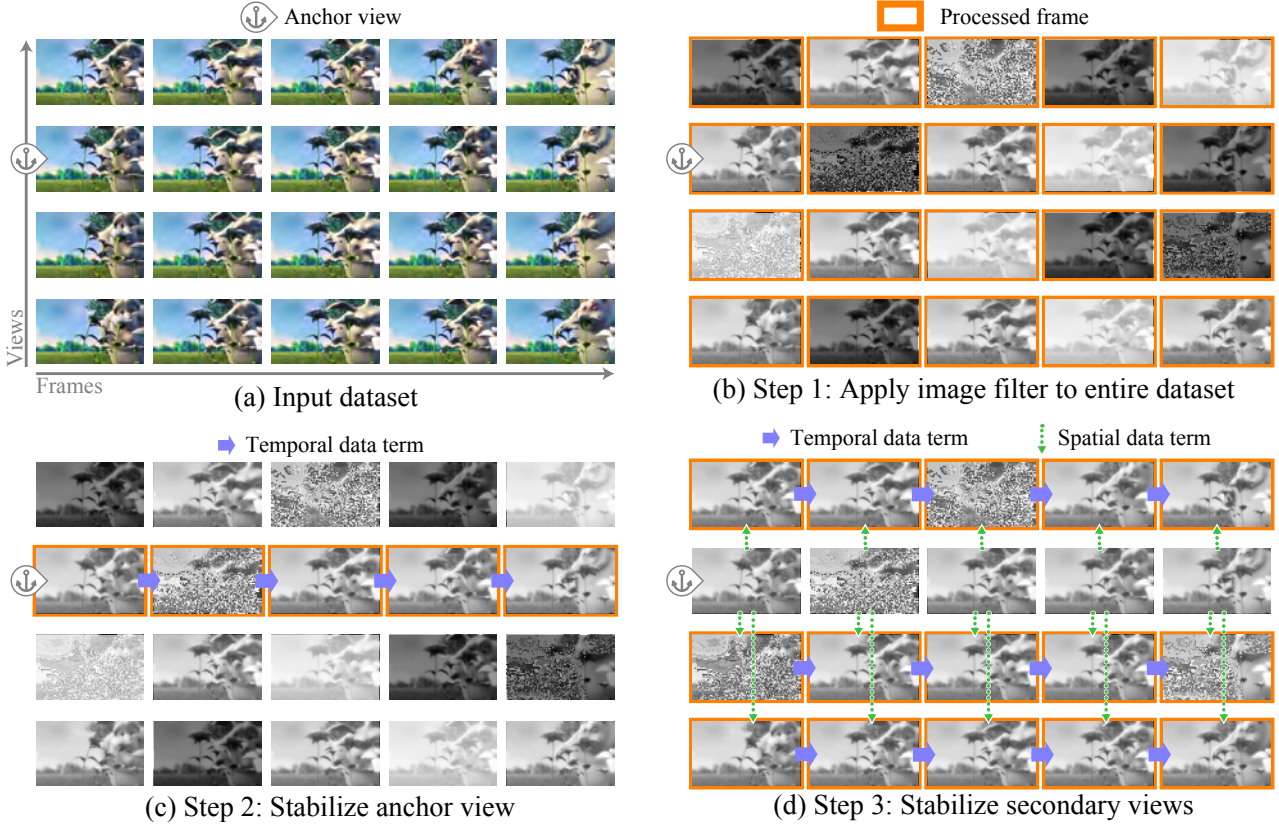 Anchor view
Processed frame
Views
Frames
(a) Input dataset
(b) Step 1: Apply image filter to entire dataset
Temporal data term
Temporal data term
Spatial data term
(c) Step 2: Stabilize anchor view
(d) Step 3: Stabilize secondary views